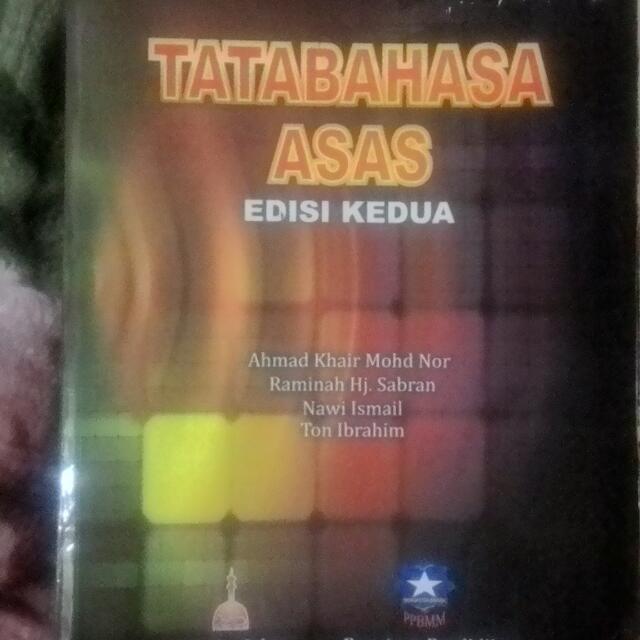 TATABAHASA
ASAS
EDISI KEDUA
Ahmad Khair Mohd Nor
Raminah Hj. Sabran
Nawi Ismail
Ton Ibrahim
PPBMM